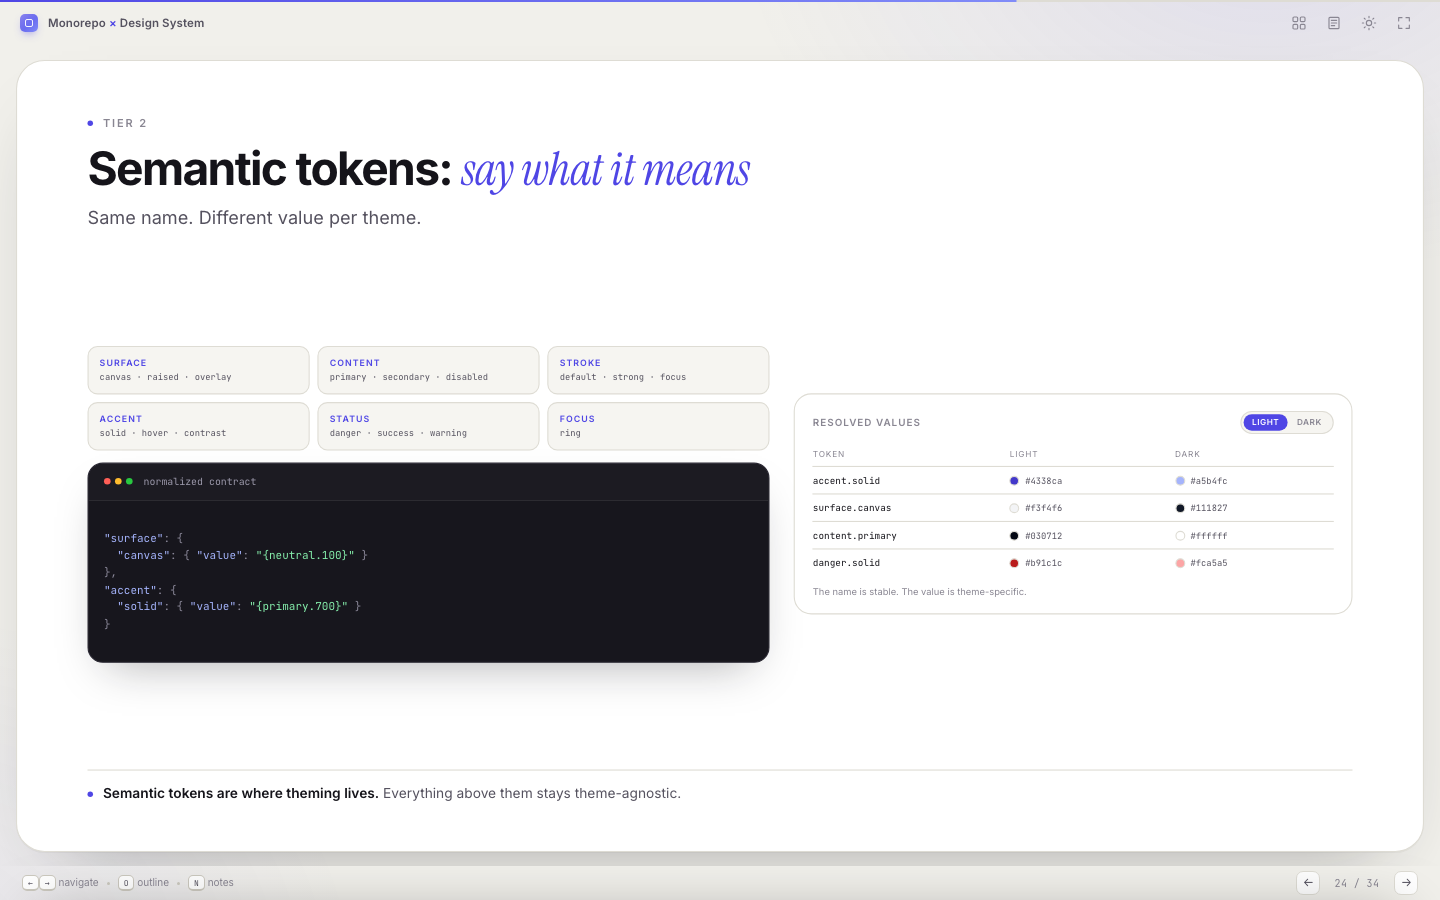 Monorepo × Design System
TIER 2
Semantic tokens: say what it means
Same name. Different value per theme.
SURFACE
canvas · raised · overlay
CONTENT
primary · secondary · disabled
STROKE
default · strong · focus
ACCENT
solid · hover · contrast
STATUS
danger · success · warning
FOCUS
ring
normalized contract
"surface": {
"canvas": { "value": "{neutral.100}" }
},
"accent": {
"solid": { "value": "{primary.700}" }
}
RESOLVED VALUES
LIGHT DARK
TOKEN LIGHT DARK
accent.solid #4338ca #a5b4fc
surface.canvas #f3f4f6 #111827
content.primary #030712 #ffffff
danger.solid #b91c1c #fca5a5
The name is stable. The value is theme-specific.
Semantic tokens are where theming lives. Everything above them stays theme-agnostic.
← → navigate · O outline · N notes
← 24 / 34 →